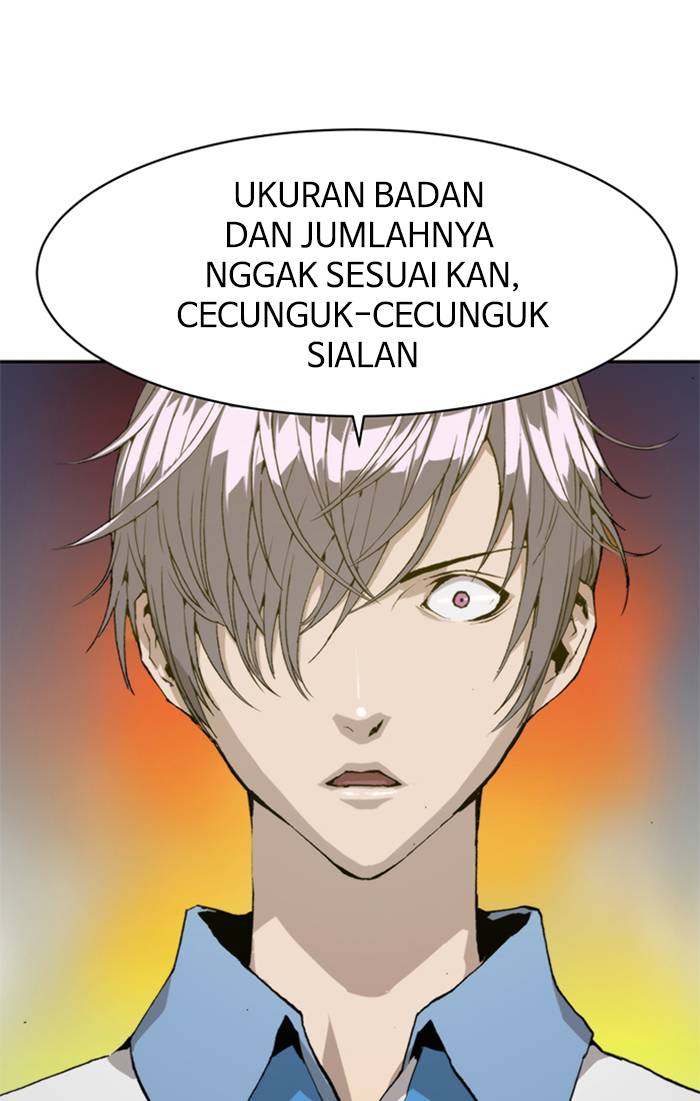 UKURAN BADAN
DAN JUMLAHNYA
NGGAK SESUAI KAN,
CECUNGUK-CECUNGUK
SIALAN